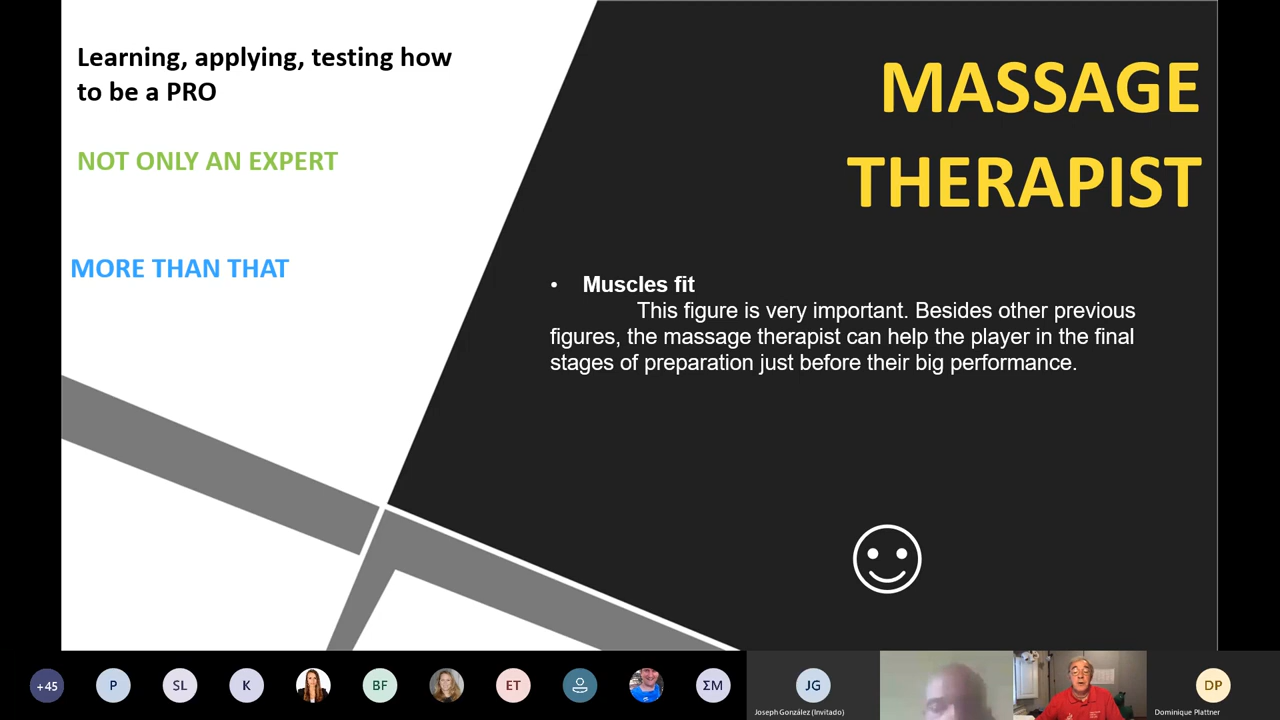 Learning, applying, testing how
to be a PRO
NOT ONLY AN EXPERT
MORE THAN THAT
MASSAGE
THERAPIST
• Muscles fit
This figure is very important. Besides other previous
figures, the massage therapist can help the player in the final
stages of preparation just before their big performance.
+45
P
SL
K
BF
ET
ΣM
JG
Joseph González (Invitado)
DP
Dominique Plattner